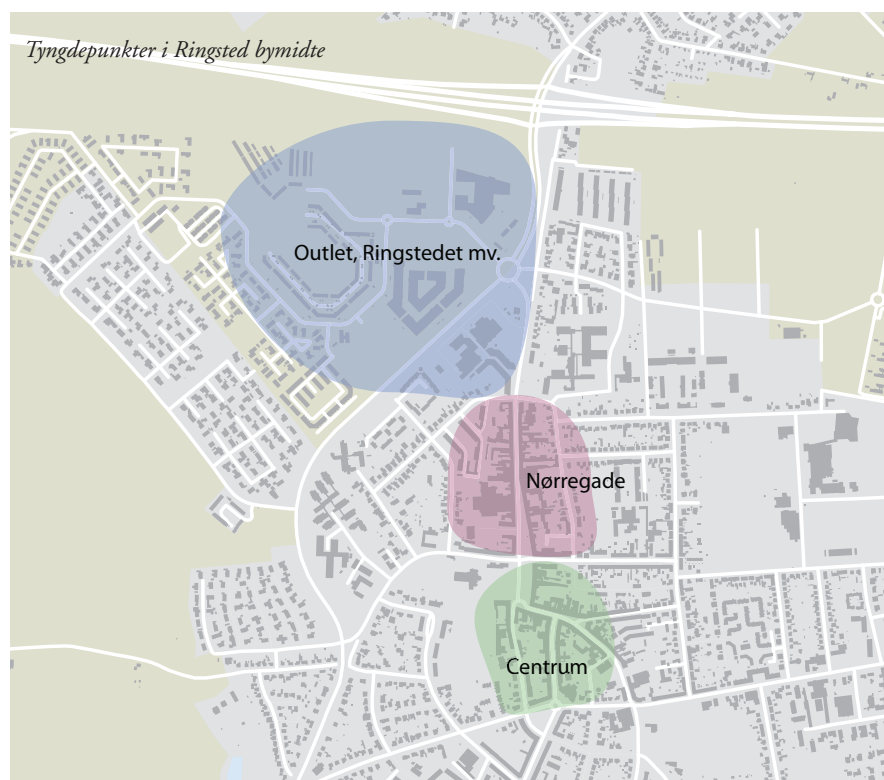 Tyngdepunkter i Ringsted bymidte
Outlet, Ringstedet mv.
Nørregade
Centrum